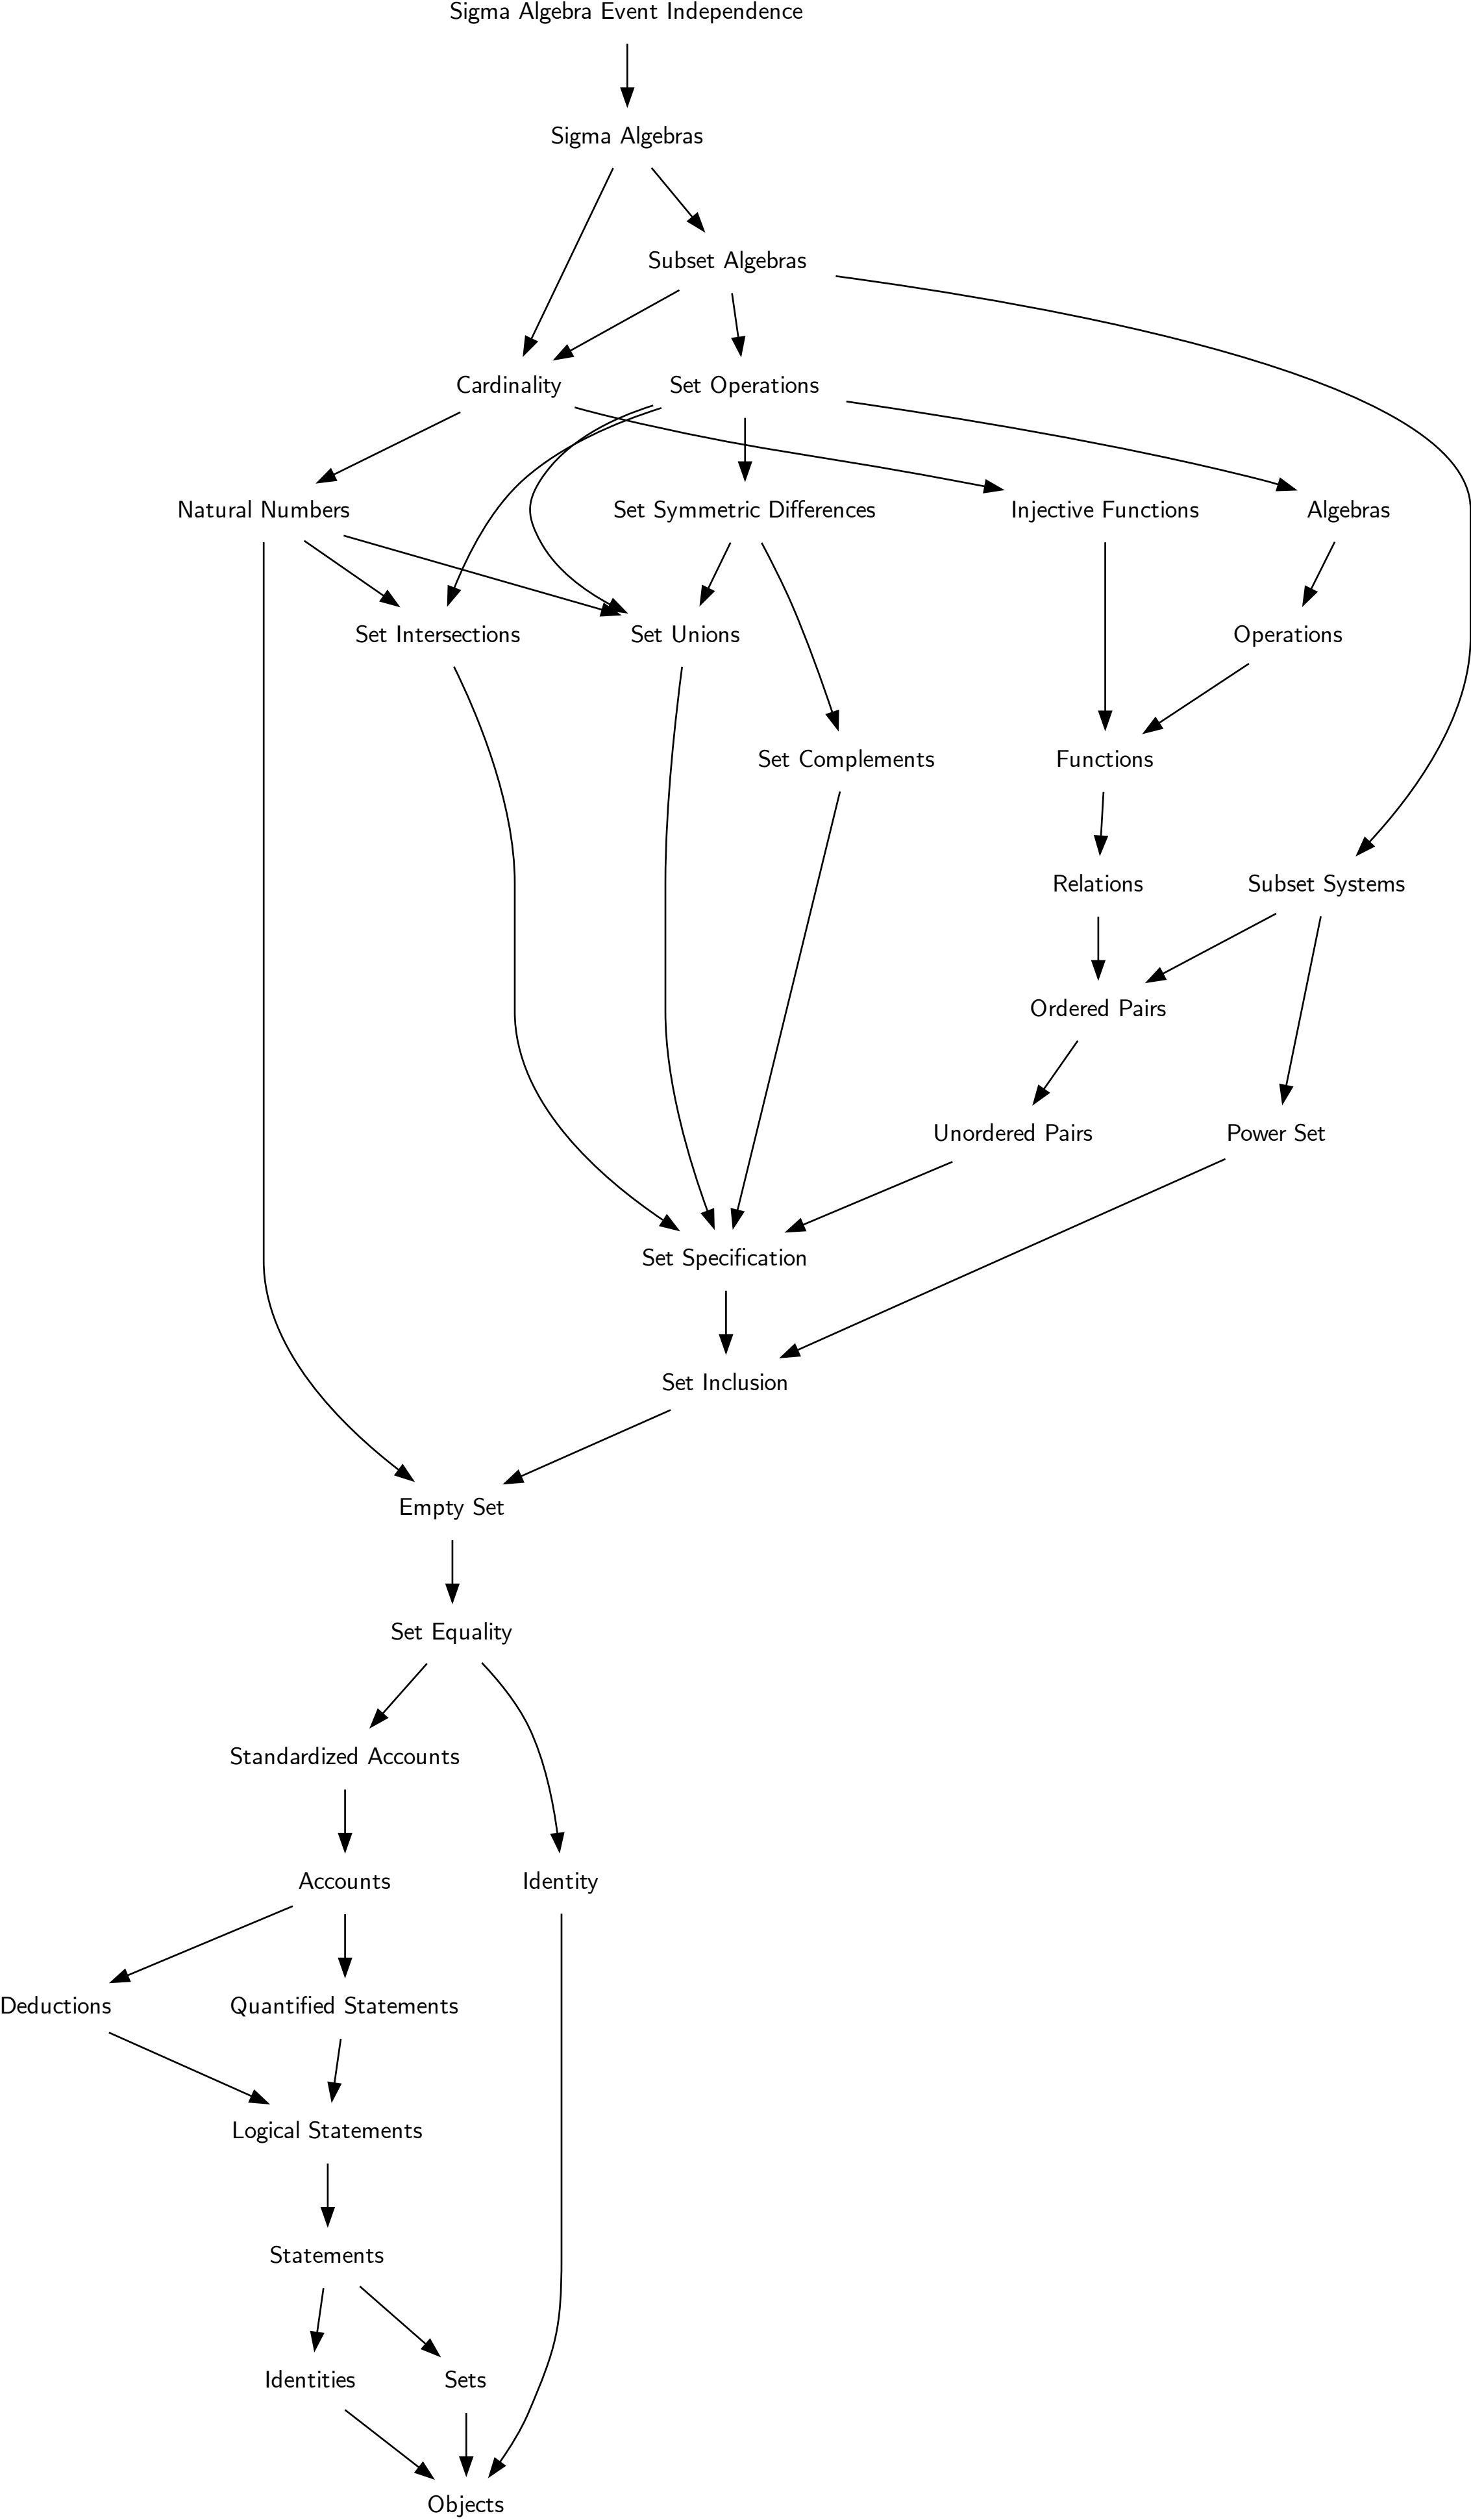 Sigma Algebra Event Independence
Sigma Algebras
Subset Algebras
Cardinality
Set Operations
Natural Numbers
Set Symmetric Differences
Injective Functions
Algebras
Set Intersections
Set Unions
Operations
Set Complements
Functions
Relations
Subset Systems
Ordered Pairs
Unordered Pairs
Power Set
Set Specification
Set Inclusion
Empty Set
Set Equality
Standardized Accounts
Accounts
Identity
Deductions
Quantified Statements
Logical Statements
Statements
Identities
Sets
Objects